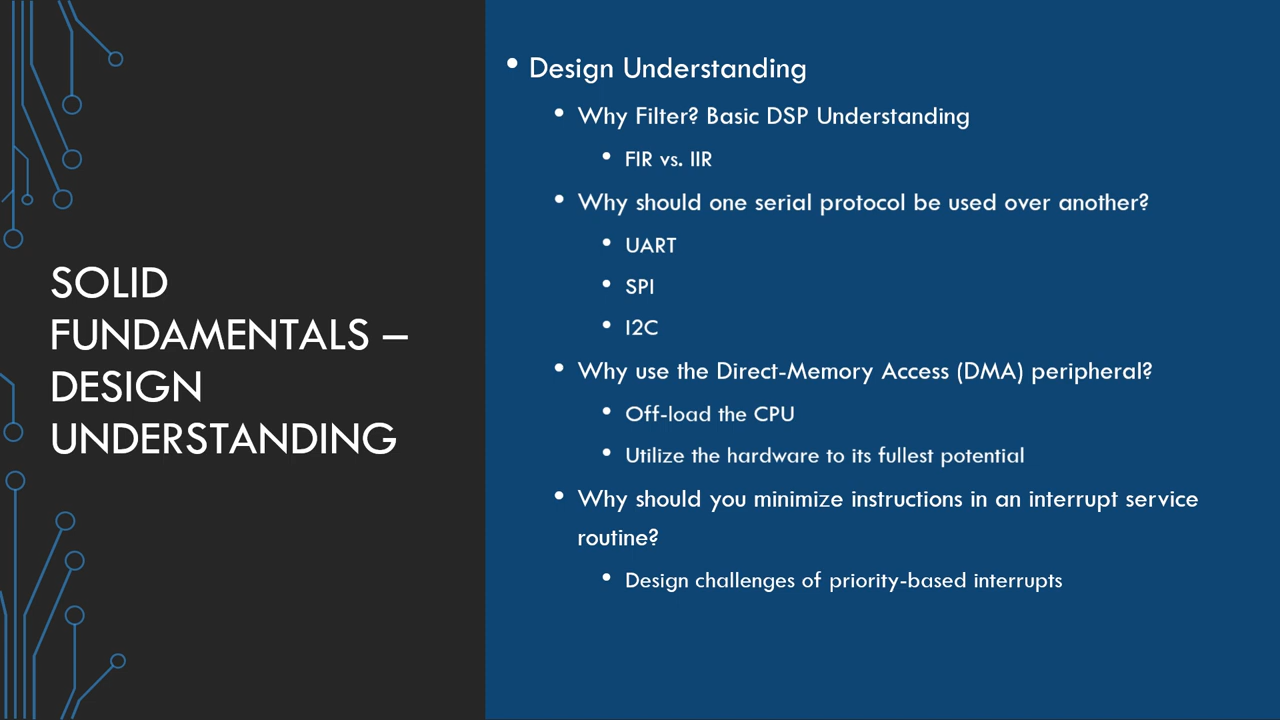 SOLID
FUNDAMENTALS –
DESIGN
UNDERSTANDING
• Design Understanding
• Why Filter? Basic DSP Understanding
• FIR vs. IIR
• Why should one serial protocol be used over another?
• UART
• SPI
• I2C
• Why use the Direct-Memory Access (DMA) peripheral?
• Off-load the CPU
• Utilize the hardware to its fullest potential
• Why should you minimize instructions in an interrupt service
routine?
• Design challenges of priority-based interrupts